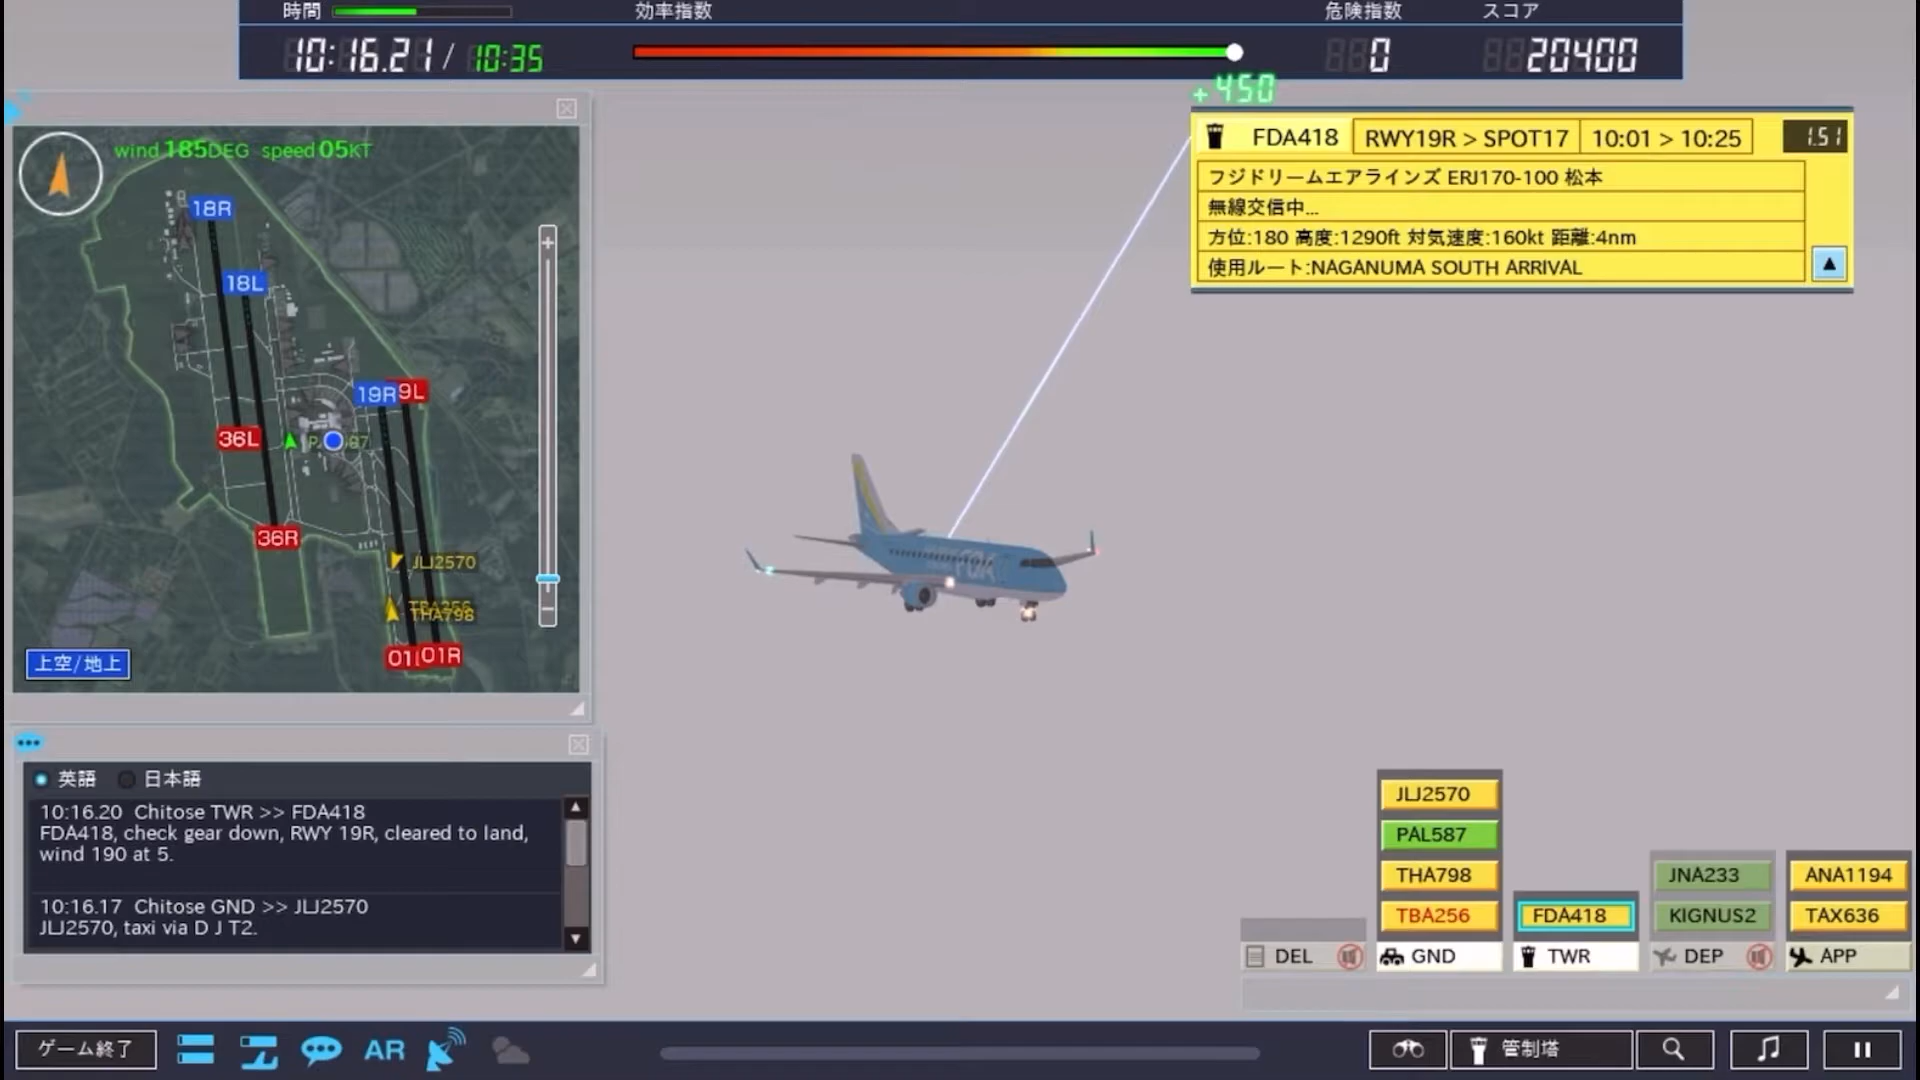 時間
効率指数
危険指数
スコア
10:16.21 / 10:35
0
20400
+450
wind 185DEG speed 05KT
18R
18L
19R
9L
36L
36R
JLJ2570
THA798
01R
上空/地上
FDA418
RWY19R > SPOT17
10:01 > 10:25
1.51
フジドリームエアラインズ ERJ170-100 松本
無線交信中...
方位:180 高度:1290ft 対気速度:160kt 距離:4nm
使用ルート:NAGANUMA SOUTH ARRIVAL
FDA
英語 日本語
10:16.20 Chitose TWR >> FDA418
FDA418, check gear down, RWY 19R, cleared to land,
wind 190 at 5.
10:16.17 Chitose GND >> JLJ2570
JLJ2570, taxi via D J T2.
JLJ2570
PAL587
THA798
JNA233
ANA1194
TBA256
FDA418
KIGNUS2
TAX636
DEL
GND
TWR
DEP
APP
ゲーム終了
AR
管制塔